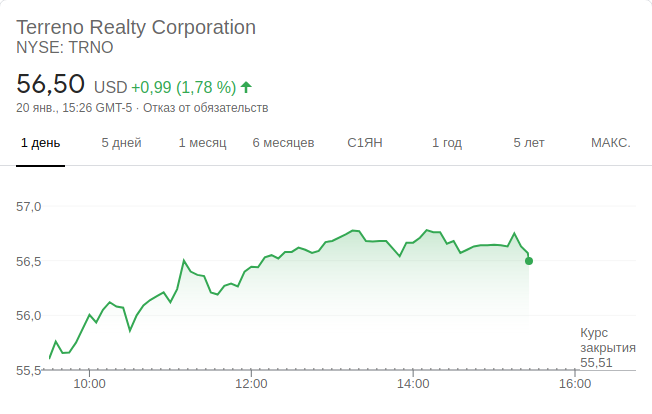 Terreno Realty Corporation
NYSE: TRNO
56,50 USD +0,99 (1,78 %)
20 янв., 15:26 GMT-5 · Отказ от обязательств
1 день 5 дней 1 месяц 6 месяцев С1ЯН 1 год 5 лет МАКС.
57,0
56,5
56,0
Курс
закрытия
55,51
55,5
10:00 12:00 14:00 16:00